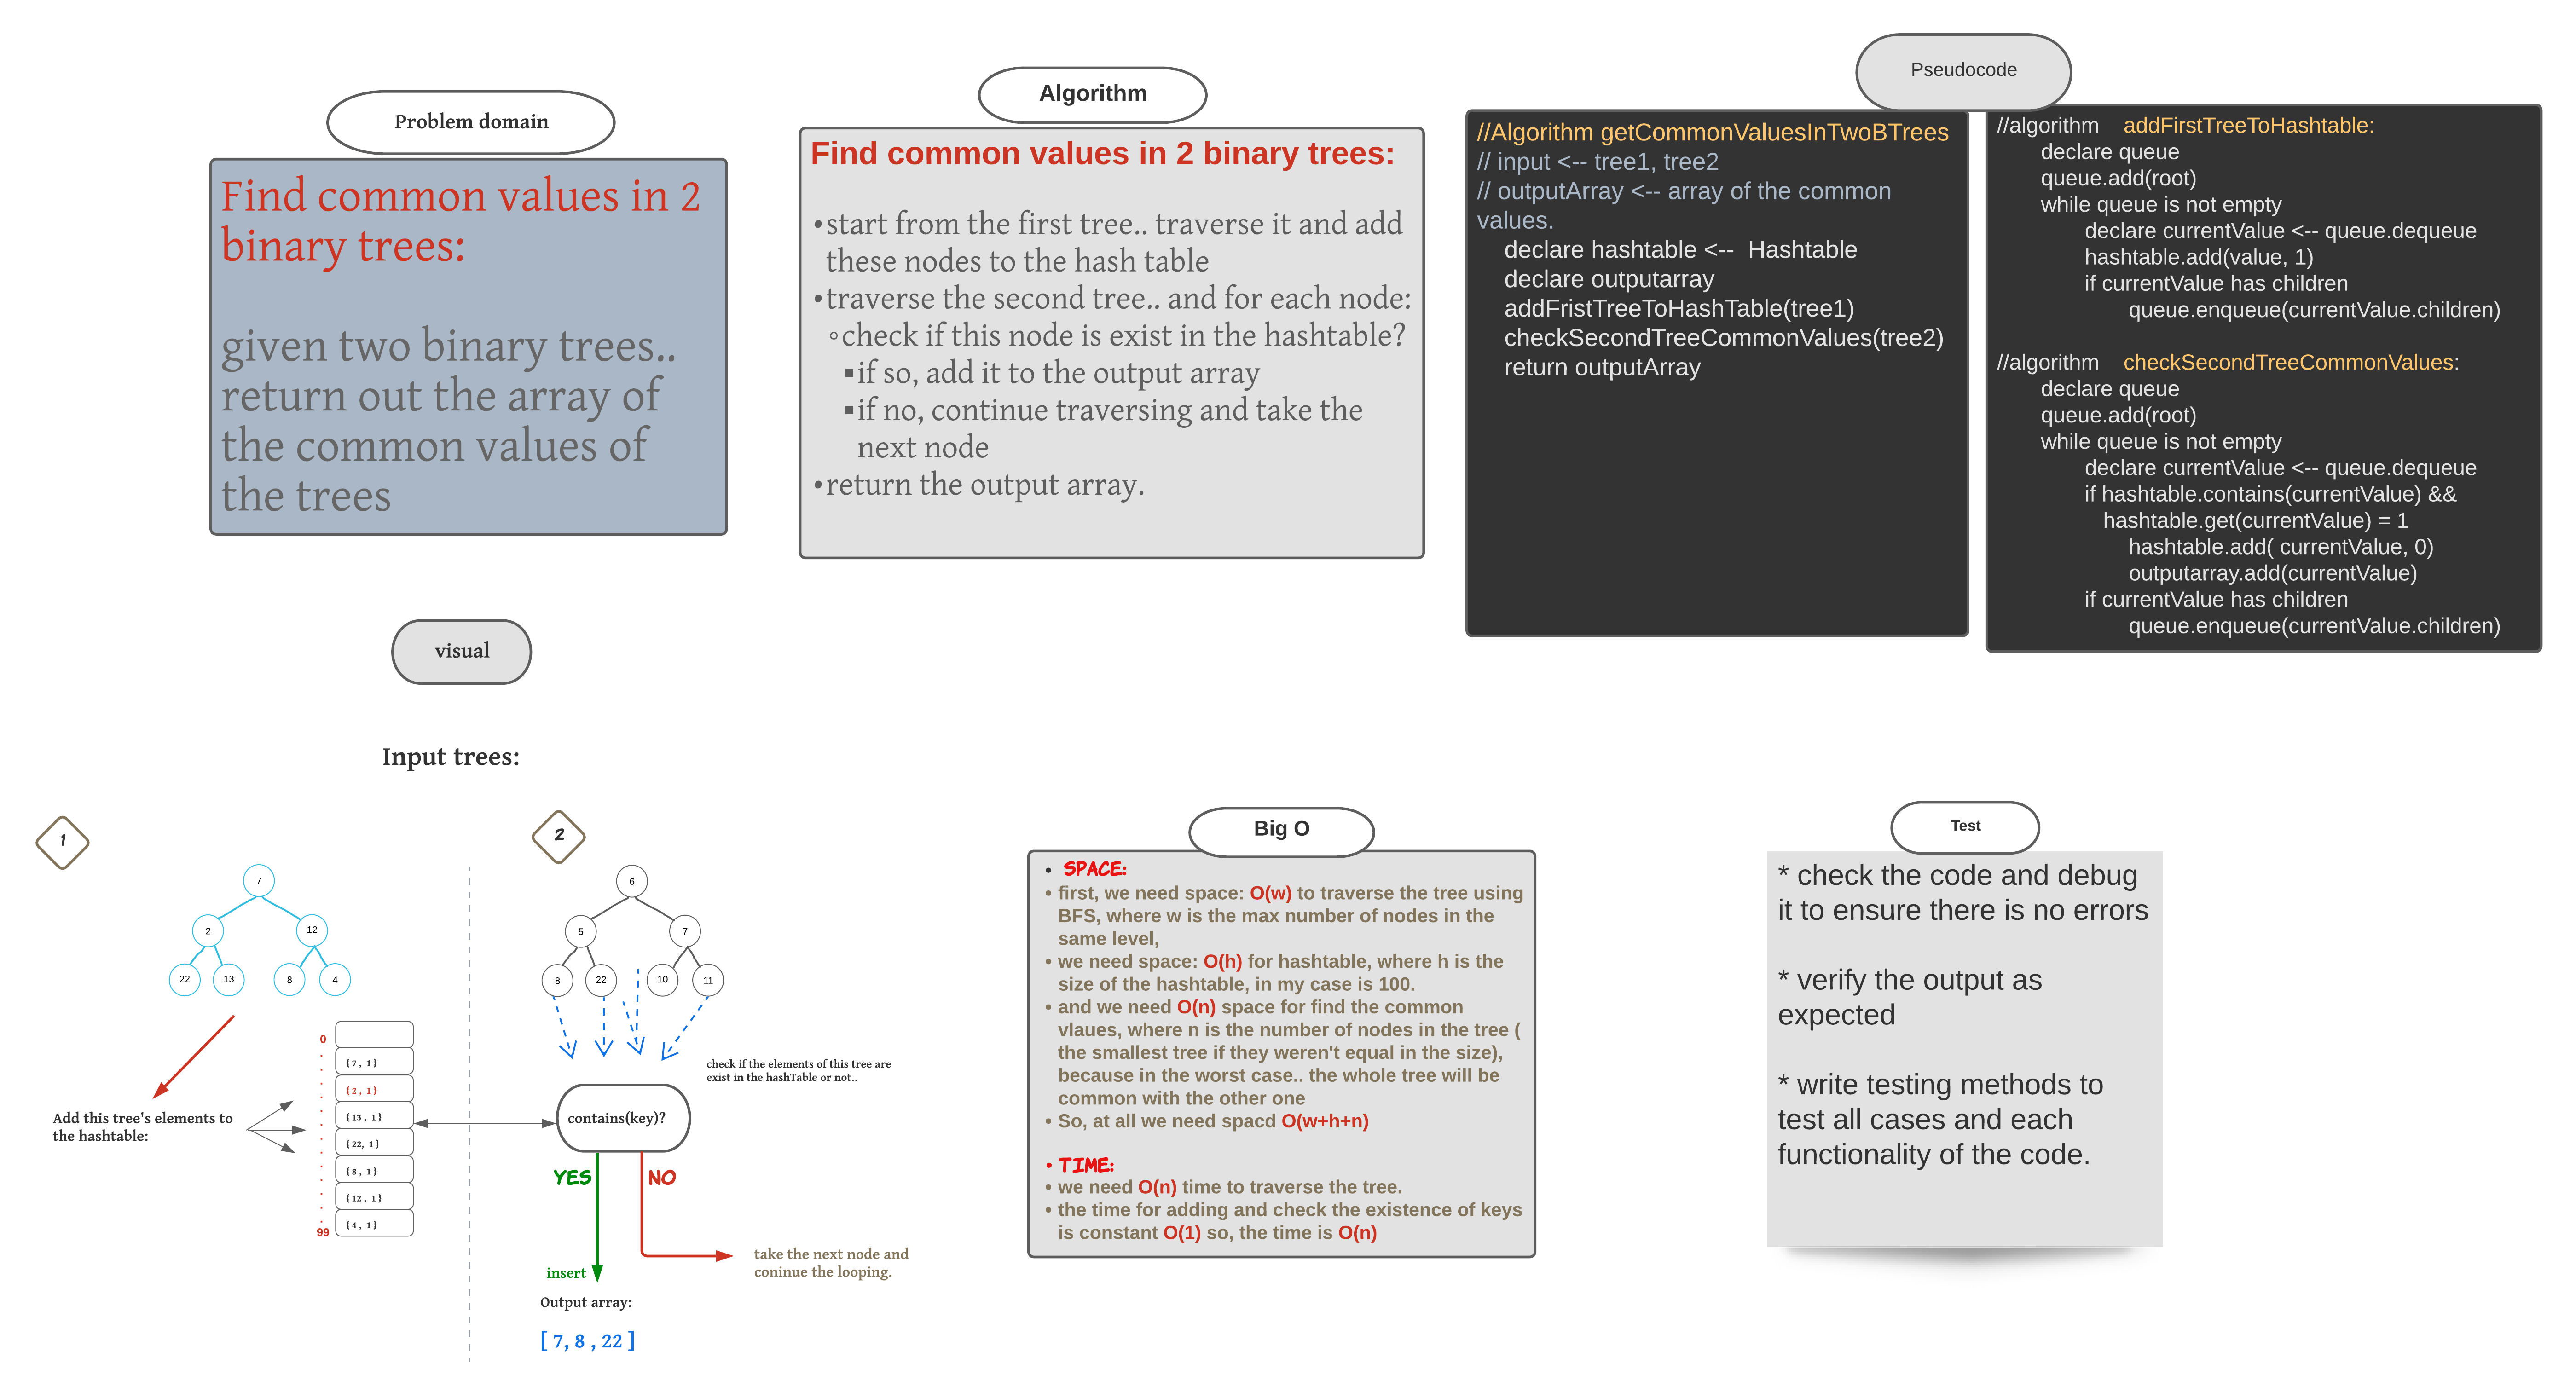 Problem domain
Find common values in 2
binary trees:
given two binary trees..
return out the array of
the common values of
the trees
Algorithm
Find common values in 2 binary trees:
•start from the first tree.. traverse it and add
these nodes to the hash table
•traverse the second tree.. and for each node:
◦check if this node is exist in the hashtable?
▪if so, add it to the output array
▪if no, continue traversing and take the
next node
•return the output array.
Pseudocode
//Algorithm getCommonValuesInTwoBTrees
// input <-- tree1, tree2
// outputArray <-- array of the common
values.
declare hashtable <-- Hashtable
declare outputarray
addFristTreeToHashTable(tree1)
checkSecondTreeCommonValues(tree2)
return outputArray
//algorithm addFirstTreeToHashtable:
declare queue
queue.add(root)
while queue is not empty
declare currentValue <-- queue.dequeue
hashtable.add(value, 1)
if currentValue has children
queue.enqueue(currentValue.children)
//algorithm checkSecondTreeCommonValues:
declare queue
queue.add(root)
while queue is not empty
declare currentValue <-- queue.dequeue
if hashtable.contains(currentValue) &&
hashtable.get(currentValue) = 1
hashtable.add( currentValue, 0)
outputarray.add(currentValue)
if currentValue has children
queue.enqueue(currentValue.children)
visual
Input trees:
1
7
2 12
22 13 8 4
Add this tree's elements to
the hashtable:
0
{ 7 , 1 }
{ 2 , 1 }
{ 13 , 1 }
{ 22, 1 }
{ 8 , 1 }
{ 12 , 1 }
{ 4 , 1 }
99
2
6
5 7
8 22 10 11
check if the elements of this tree are
exist in the hashTable or not..
contains(key)?
YES NO
insert
take the next node and
coninue the looping.
Output array:
[ 7, 8 , 22 ]
Big O
• SPACE:
• first, we need space: O(w) to traverse the tree using
BFS, where w is the max number of nodes in the
same level,
• we need space: O(h) for hashtable, where h is the
size of the hashtable, in my case is 100.
• and we need O(n) space for find the common
vlaues, where n is the number of nodes in the tree (
the smallest tree if they weren't equal in the size),
because in the worst case.. the whole tree will be
common with the other one
• So, at all we need spacd O(w+h+n)
• TIME:
• we need O(n) time to traverse the tree.
• the time for adding and check the existence of keys
is constant O(1) so, the time is O(n)
Test
* check the code and debug
it to ensure there is no errors
* verify the output as
expected
* write testing methods to
test all cases and each
functionality of the code.